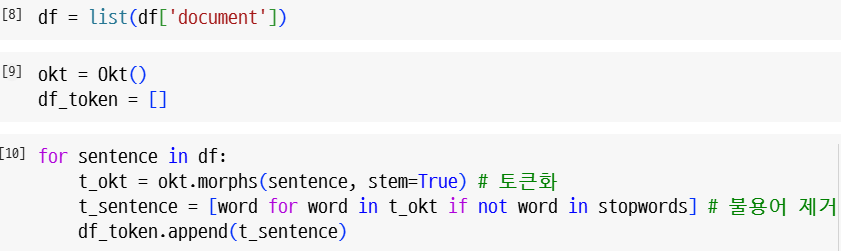 [8] df = list(df['document'])
[9] okt = Okt()
df_token = []
[10] for sentence in df:
t_okt = okt.morphs(sentence, stem=True) # 토큰화
t_sentence = [word for word in t_okt if not word in stopwords] # 불용어 제거
df_token.append(t_sentence)